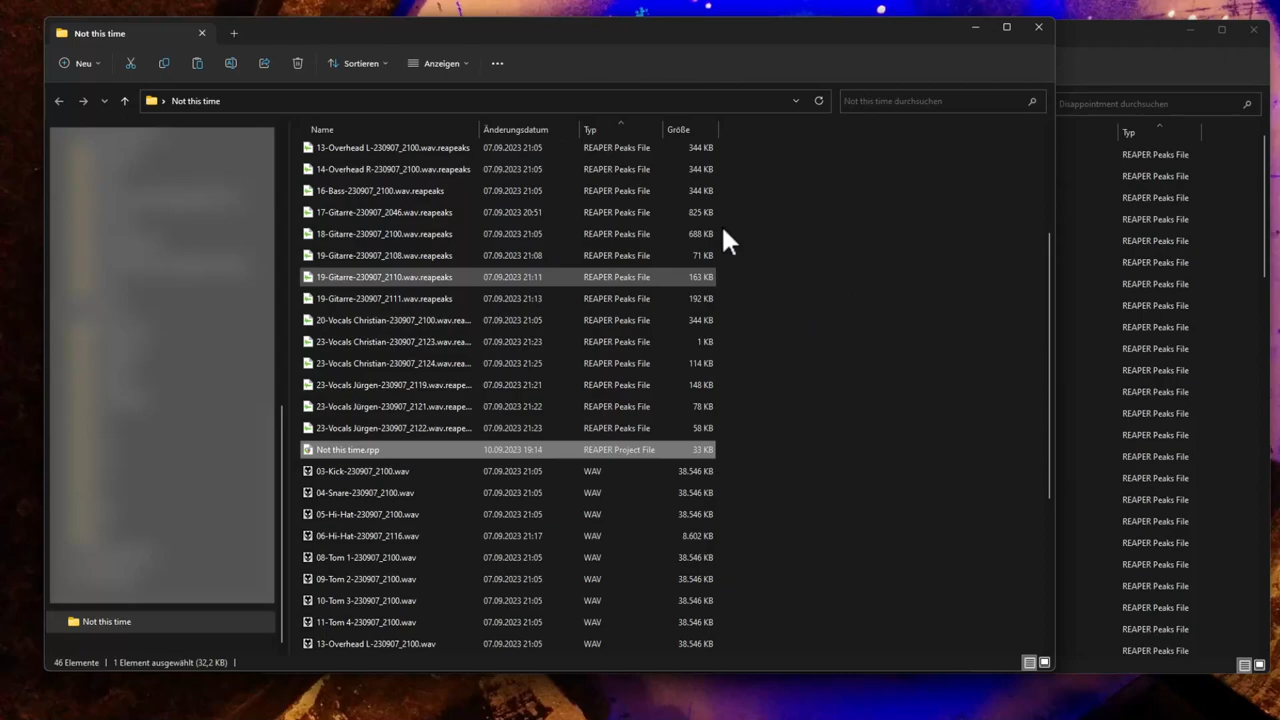 Not this time
Neu
Sortieren
Anzeigen
Not this time
Not this time durchsuchen
Disappointment durchsuchen
Name Änderungsdatum Typ Größe
Typ
13-Overhead L-230907_2100.wav.reapeaks 07.09.2023 21:05 REAPER Peaks File 344 KB
REAPER Peaks File
14-Overhead R-230907_2100.wav.reapeaks 07.09.2023 21:05 REAPER Peaks File 344 KB
REAPER Peaks File
16-Bass-230907_2100.wav.reapeaks 07.09.2023 21:05 REAPER Peaks File 344 KB
REAPER Peaks File
17-Gitarre-230907_2046.wav.reapeaks 07.09.2023 20:51 REAPER Peaks File 825 KB
REAPER Peaks File
18-Gitarre-230907_2100.wav.reapeaks 07.09.2023 21:05 REAPER Peaks File 688 KB
REAPER Peaks File
19-Gitarre-230907_2108.wav.reapeaks 07.09.2023 21:08 REAPER Peaks File 71 KB
REAPER Peaks File
19-Gitarre-230907_2110.wav.reapeaks 07.09.2023 21:11 REAPER Peaks File 163 KB
REAPER Peaks File
19-Gitarre-230907_2111.wav.reapeaks 07.09.2023 21:13 REAPER Peaks File 192 KB
REAPER Peaks File
20-Vocals Christian-230907_2100.wav.rea... 07.09.2023 21:05 REAPER Peaks File 344 KB
REAPER Peaks File
23-Vocals Christian-230907_2123.wav.rea... 07.09.2023 21:23 REAPER Peaks File 1 KB
REAPER Peaks File
23-Vocals Christian-230907_2124.wav.rea... 07.09.2023 21:25 REAPER Peaks File 114 KB
REAPER Peaks File
23-Vocals Jürgen-230907_2119.wav.reape... 07.09.2023 21:21 REAPER Peaks File 148 KB
REAPER Peaks File
23-Vocals Jürgen-230907_2121.wav.reape... 07.09.2023 21:22 REAPER Peaks File 78 KB
REAPER Peaks File
23-Vocals Jürgen-230907_2122.wav.reape... 07.09.2023 21:23 REAPER Peaks File 58 KB
REAPER Peaks File
Not this time.rpp 10.09.2023 19:14 REAPER Project File 33 KB
REAPER Peaks File
03-Kick-230907_2100.wav 07.09.2023 21:05 WAV 38.546 KB
REAPER Peaks File
04-Snare-230907_2100.wav 07.09.2023 21:05 WAV 38.546 KB
REAPER Peaks File
05-Hi-Hat-230907_2100.wav 07.09.2023 21:05 WAV 38.546 KB
REAPER Peaks File
06-Hi-Hat-230907_2116.wav 07.09.2023 21:17 WAV 8.602 KB
REAPER Peaks File
08-Tom 1-230907_2100.wav 07.09.2023 21:05 WAV 38.546 KB
REAPER Peaks File
09-Tom 2-230907_2100.wav 07.09.2023 21:05 WAV 38.546 KB
REAPER Peaks File
10-Tom 3-230907_2100.wav 07.09.2023 21:05 WAV 38.546 KB
REAPER Peaks File
11-Tom 4-230907_2100.wav 07.09.2023 21:05 WAV 38.546 KB
REAPER Peaks File
13-Overhead L-230907_2100.wav 07.09.2023 21:05 WAV 38.546 KB
REAPER Peaks File
Not this time
46 Elemente
1 Element ausgewählt (32,2 KB)